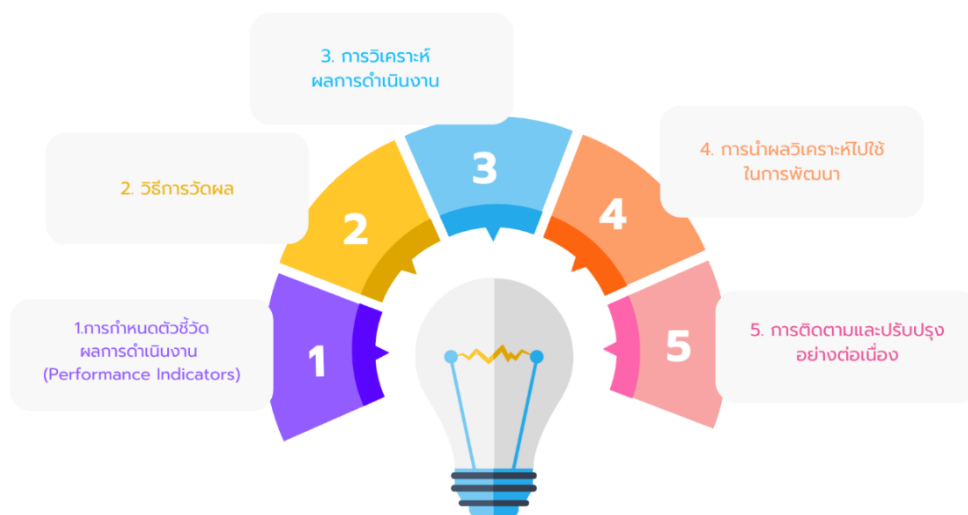 1.การกำหนดตัวชี้วัด
ผลการดำเนินงาน
(Performance Indicators)
1
2. วิธีการวัดผล
2
3. การวิเคราะห์
ผลการดำเนินงาน
3
4. การนำผลวิเคราะห์ไปใช้
ในการพัฒนา
4
5. การติดตามและปรับปรุง
อย่างต่อเนื่อง
5